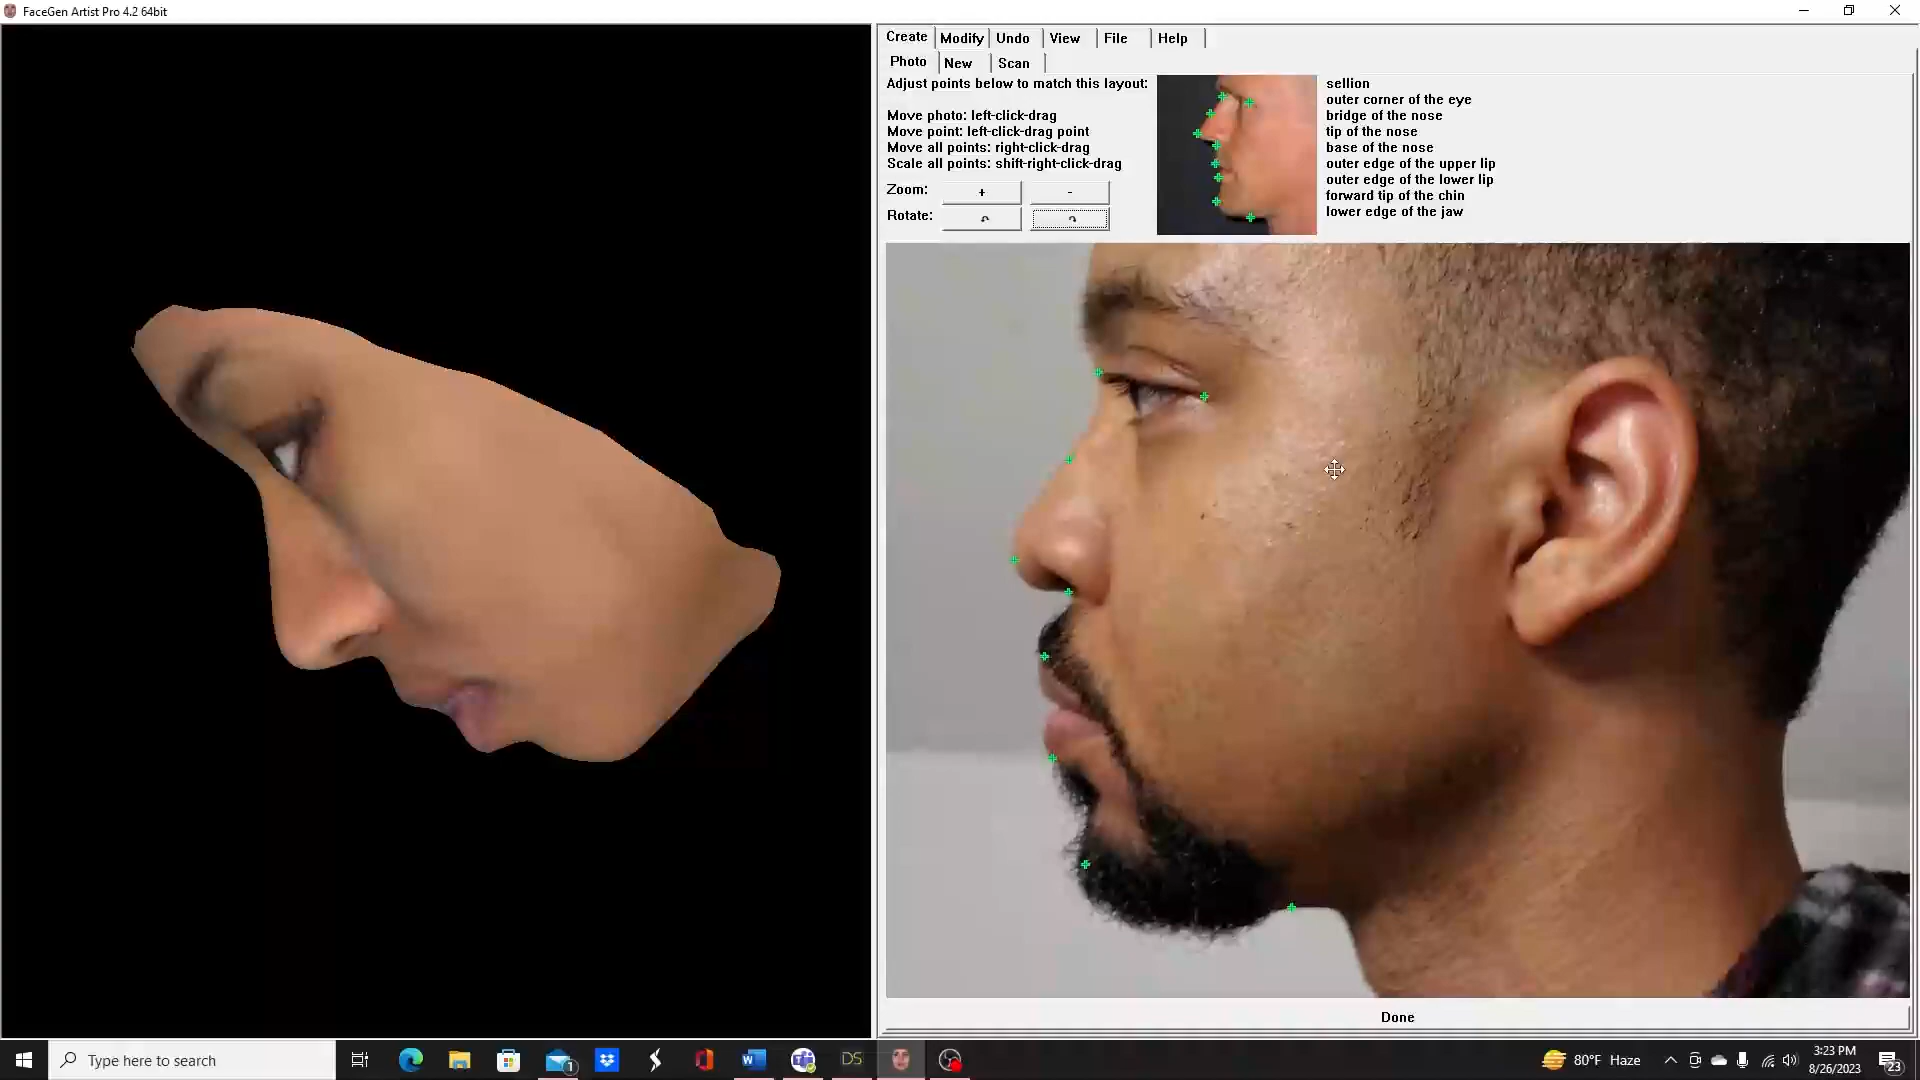 FaceGen Artist Pro 4.2 64bit
Create Modify Undo View File Help
Photo New Scan
Adjust points below to match this layout:
Move photo: left-click-drag
Move point: left-click-drag point
Move all points: right-click-drag
Scale all points: shift-right-click-drag
Zoom: + -
Rotate:
sellion
outer corner of the eye
bridge of the nose
tip of the nose
base of the nose
outer edge of the upper lip
outer edge of the lower lip
forward tip of the chin
lower edge of the jaw
Done
Type here to search
1
W
DS
80°F Haze
3:23 PM
8/26/2023
23